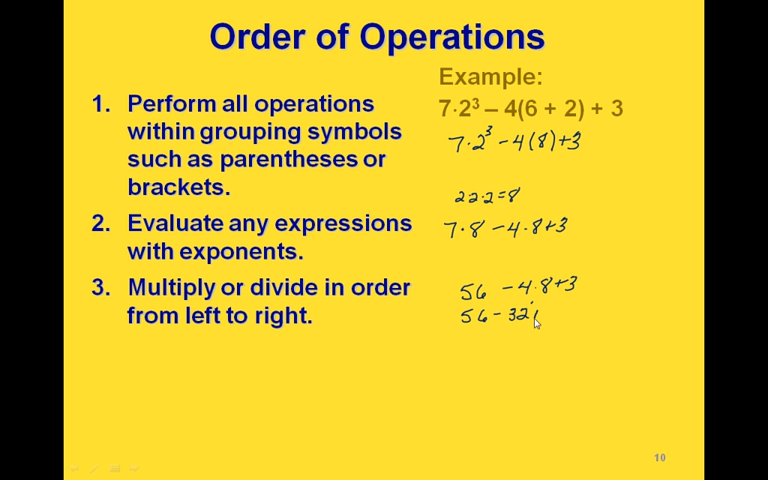 Order of Operations
1. Perform all operations
within grouping symbols
such as parentheses or
brackets.
2. Evaluate any expressions
with exponents.
3. Multiply or divide in order
from left to right.
Example:
7·2³ – 4(6 + 2) + 3
7·2³ - 4(8)+3
2·2·2=8
7·8 - 4·8+3
56 - 4·8+3
56 - 32
10